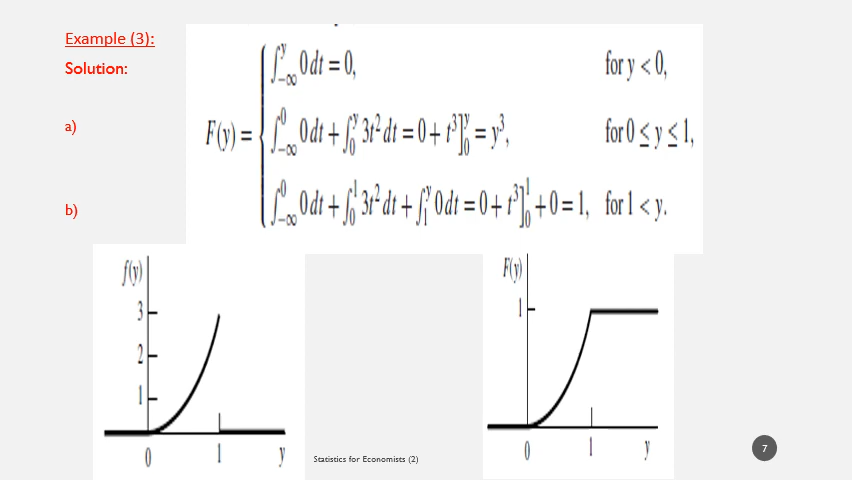 Example (3):
Solution:
a)
b)
F(y) = { ∫_{-∞}^{y} 0 dt = 0, for y < 0,
∫_{-∞}^{0} 0 dt + ∫_{0}^{y} 3t² dt = 0 + t³]_{0}^{y} = y³, for 0 ≤ y ≤ 1,
∫_{-∞}^{0} 0 dt + ∫_{0}^{1} 3t² dt + ∫_{1}^{y} 0 dt = 0 + t³]_{0}^{1} + 0 = 1, for 1 < y.
f(y)
3
2
1
0 1 y
F(y)
1
0 1 y
Statistics for Economists (2)
7